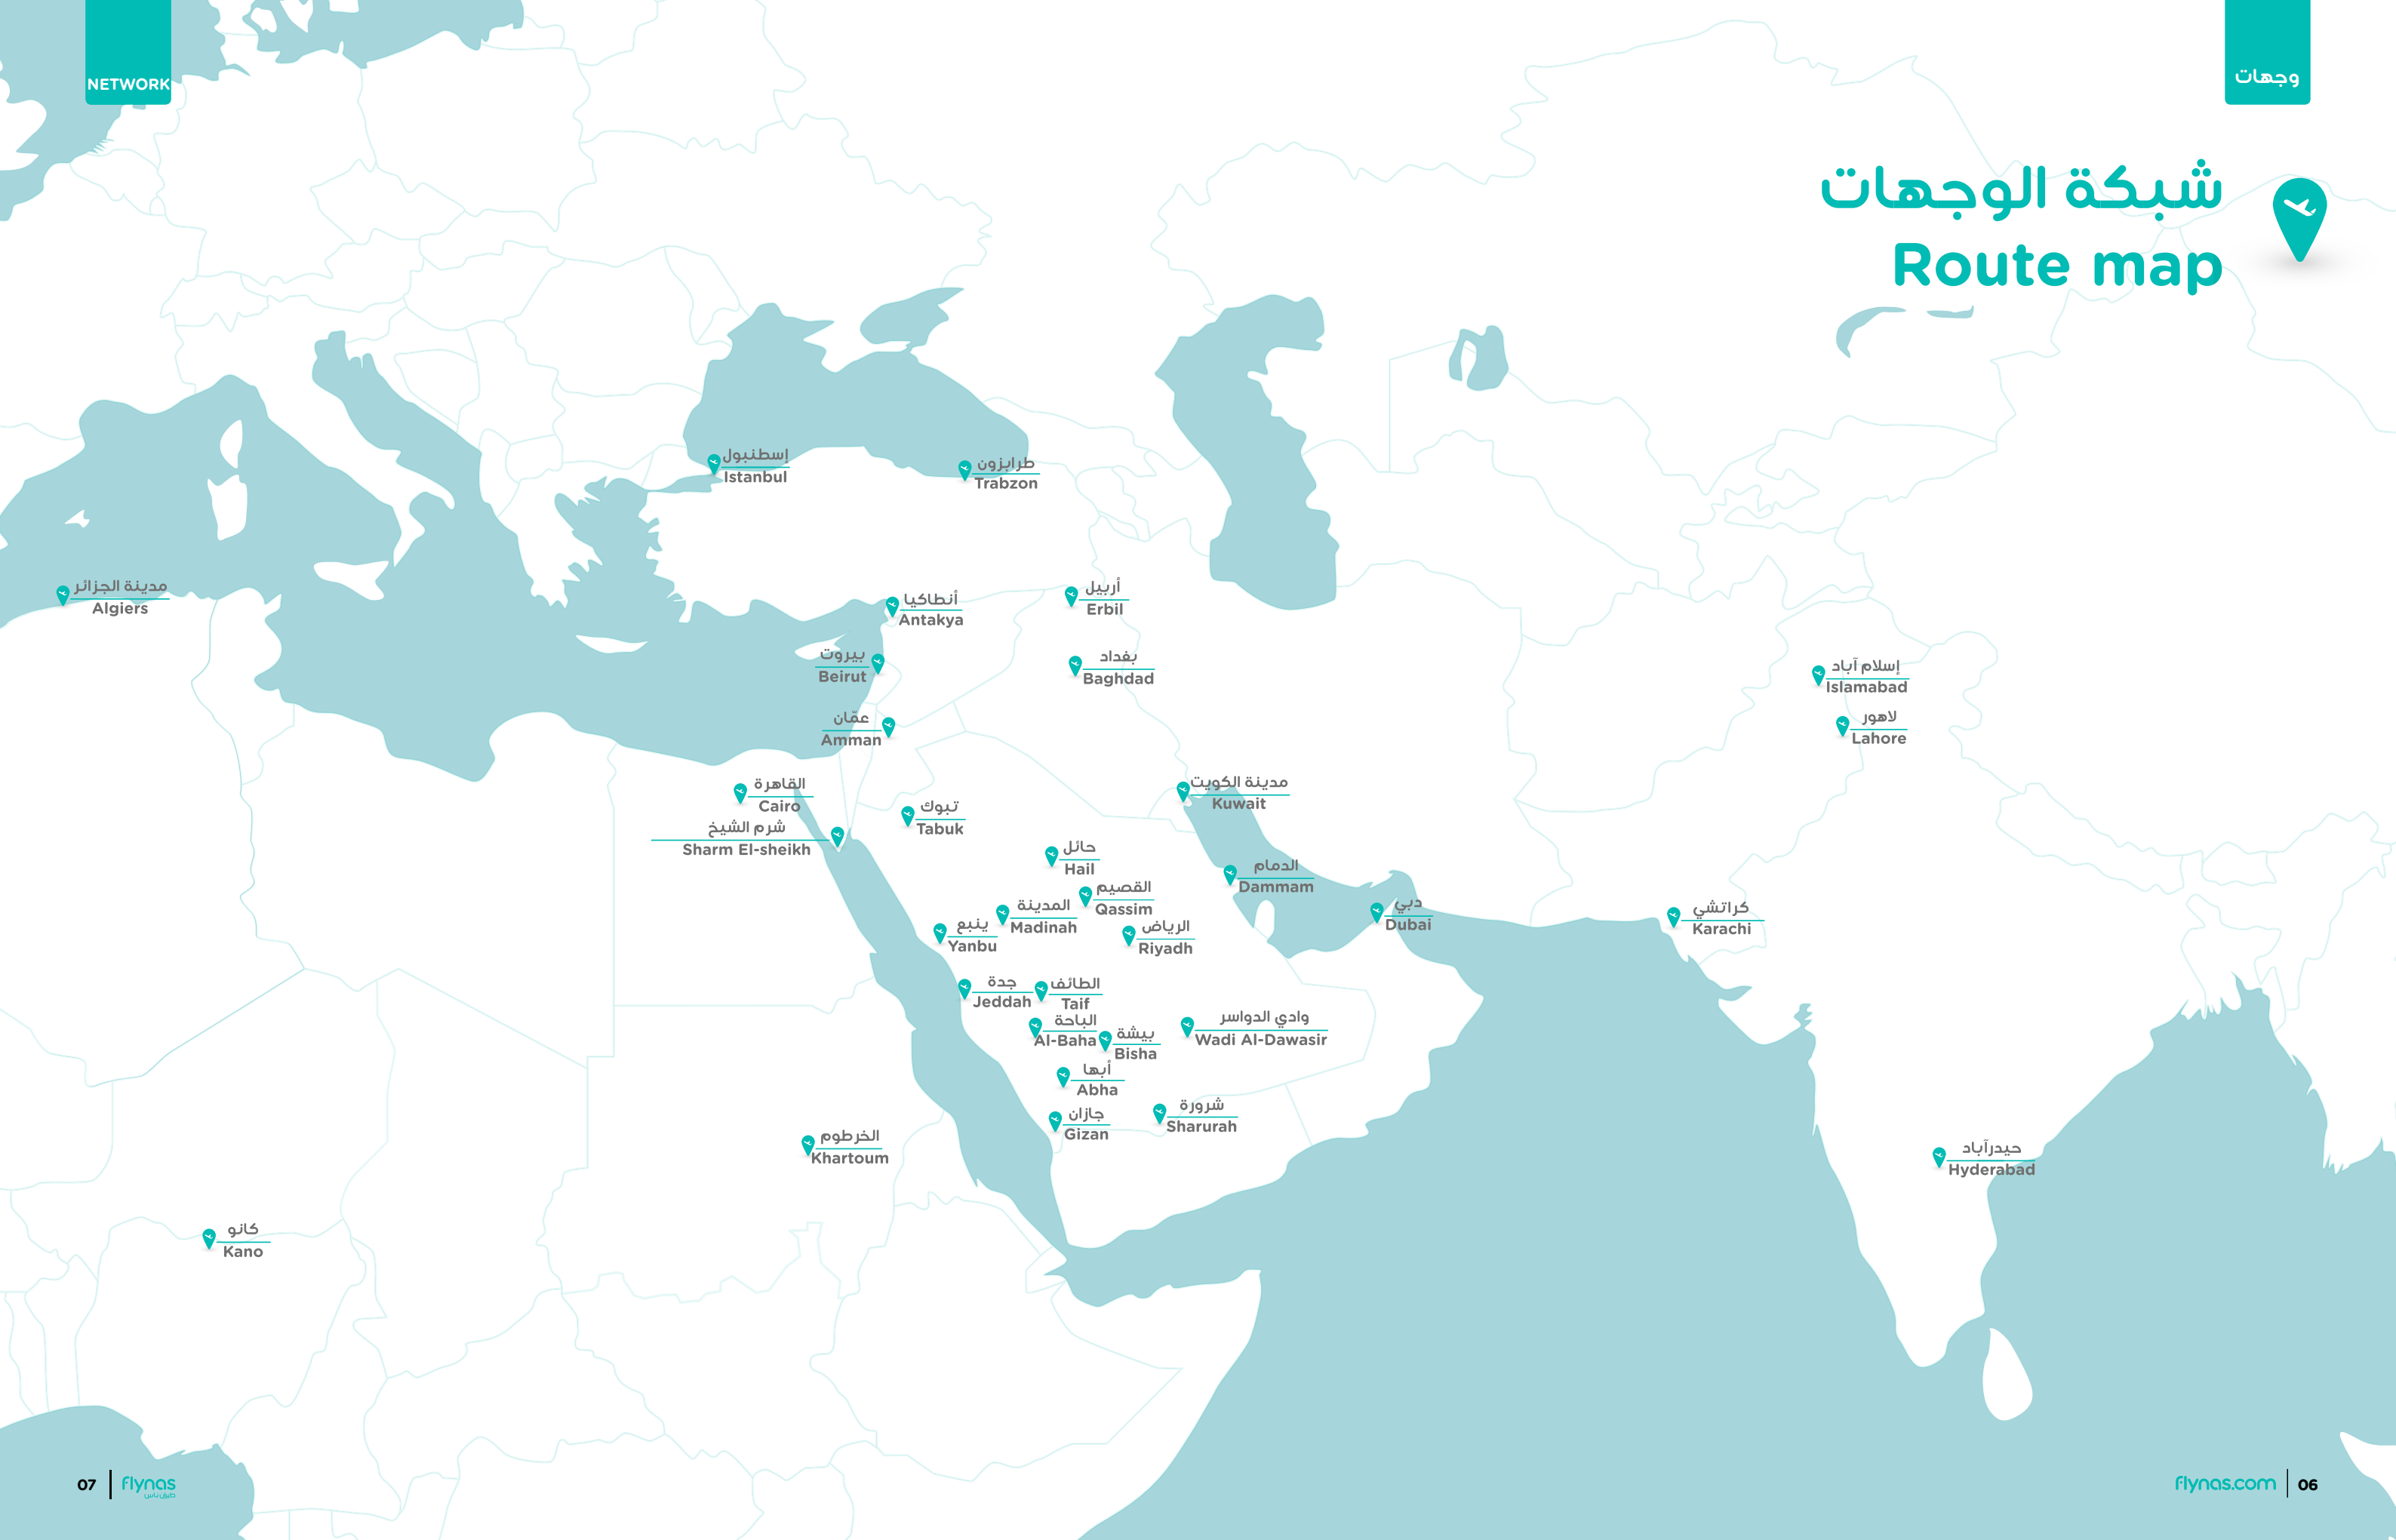 NETWORK
وجهات
شبكة الوجهات
Route map
إسطنبول
Istanbul
طرابزون
Trabzon
مدينة الجزائر
Algiers
أنطاكيا
Antakya
أربيل
Erbil
بيروت
Beirut
بغداد
Baghdad
إسلام آباد
Islamabad
عمّان
Amman
لاهور
Lahore
القاهرة
Cairo
تبوك
Tabuk
مدينة الكويت
Kuwait
شرم الشيخ
Sharm El-sheikh
حائل
Hail
الدمام
Dammam
القصيم
Qassim
المدينة
Madinah
دبي
Dubai
كراتشي
Karachi
ينبع
Yanbu
الرياض
Riyadh
جدة
Jeddah
الطائف
Taif
الباحة
Al-Baha
بيشة
Bisha
وادي الدواسر
Wadi Al-Dawasir
أبها
Abha
جازان
Gizan
شرورة
Sharurah
الخرطوم
Khartoum
حيدرآباد
Hyderabad
كانو
Kano
07
flynas
طيران ناس
flynas.com
06